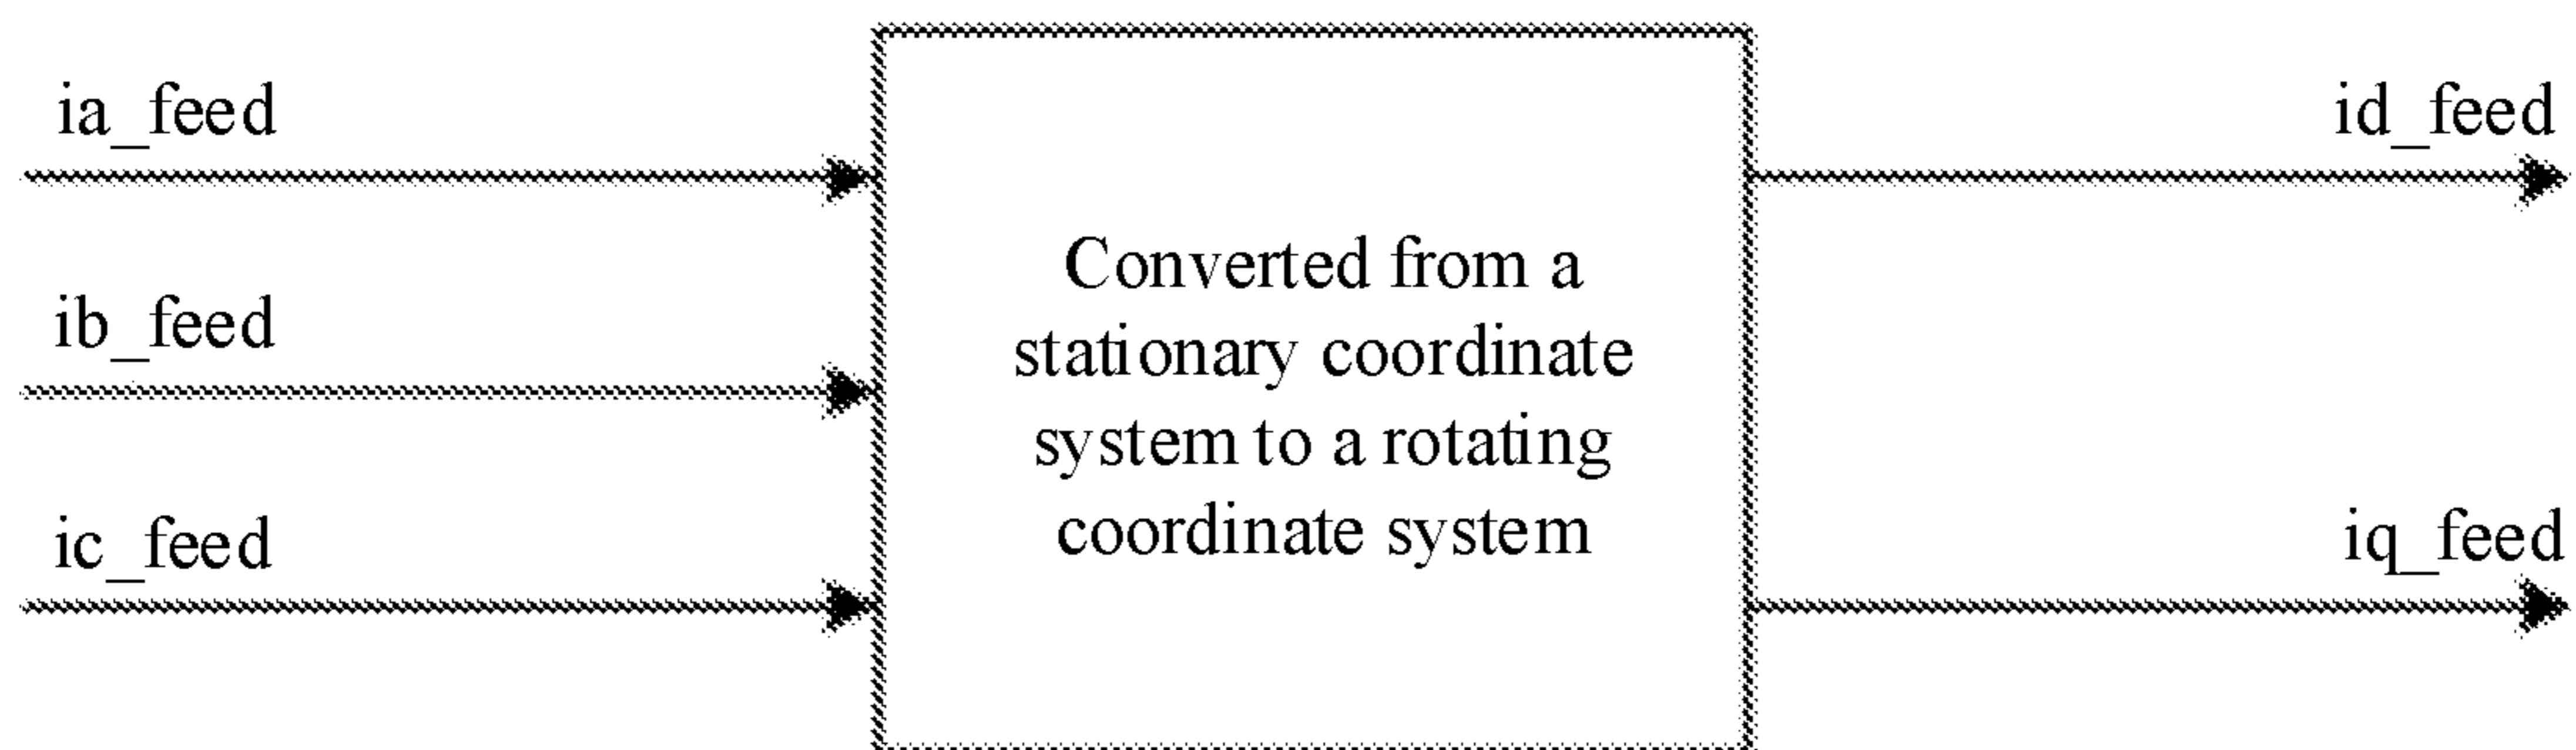 ia_feed
ib_feed
ic_feed
Converted from a
stationary coordinate
system to a rotating
coordinate system
id_feed
iq_feed